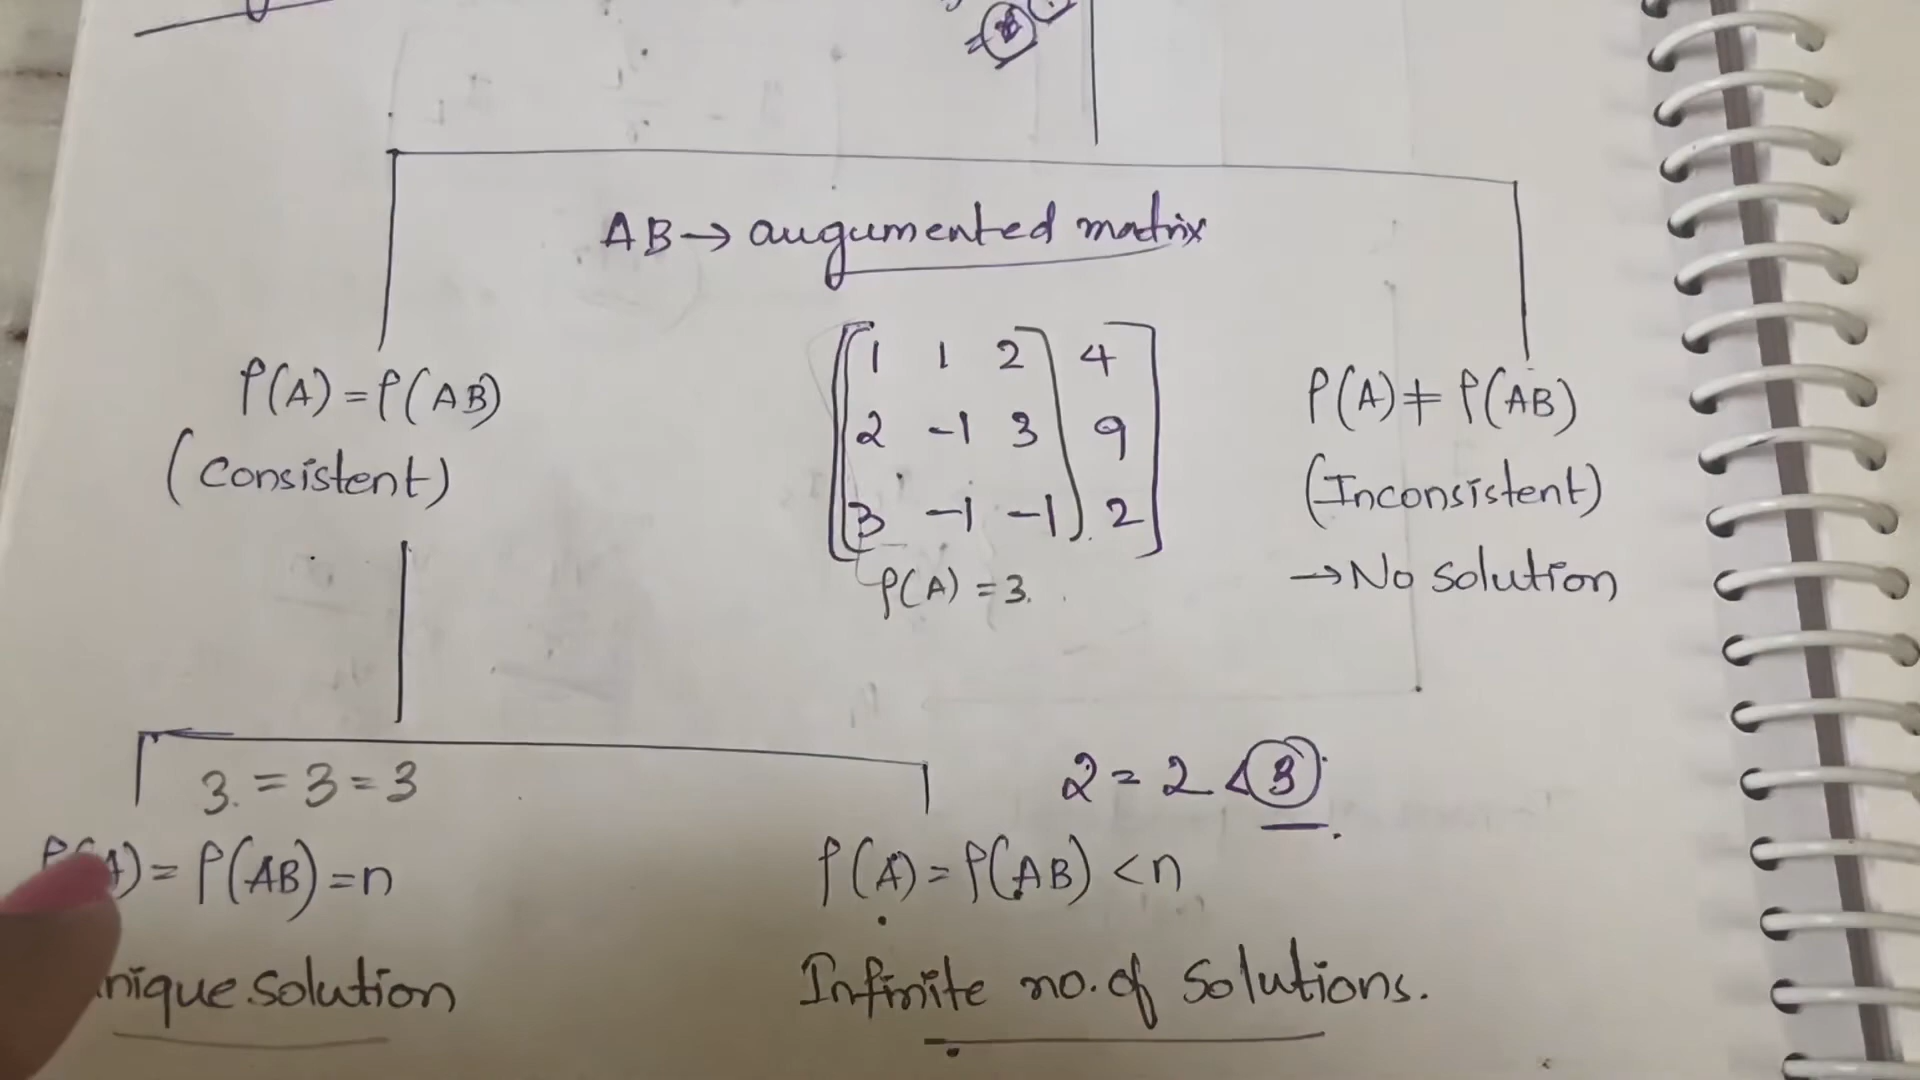 AB→ augumented matrix
1 1 2 4
2 -1 3 9
3 -1 -1 2
ρ(A) = 3.
ρ(A) = ρ(AB)
(Consistent)
ρ(A) ≠ ρ(AB)
(Inconsistent)
→No solution
3. = 3 = 3
ρ(A) = ρ(AB) = n
nique solution
2 = 2 < 3
ρ(A) = ρ(AB) < n
Infinite no. of Solutions.